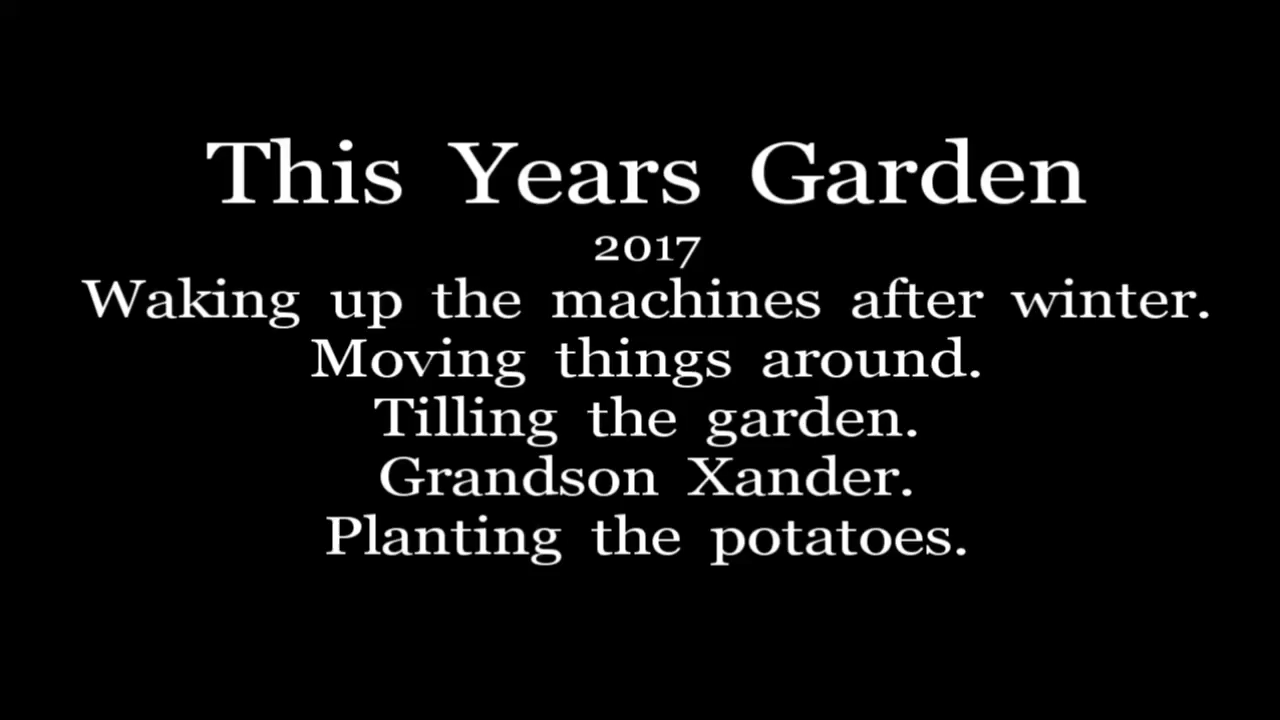 This Years Garden
2017
Waking up the machines after winter.
Moving things around.
Tilling the garden.
Grandson Xander.
Planting the potatoes.